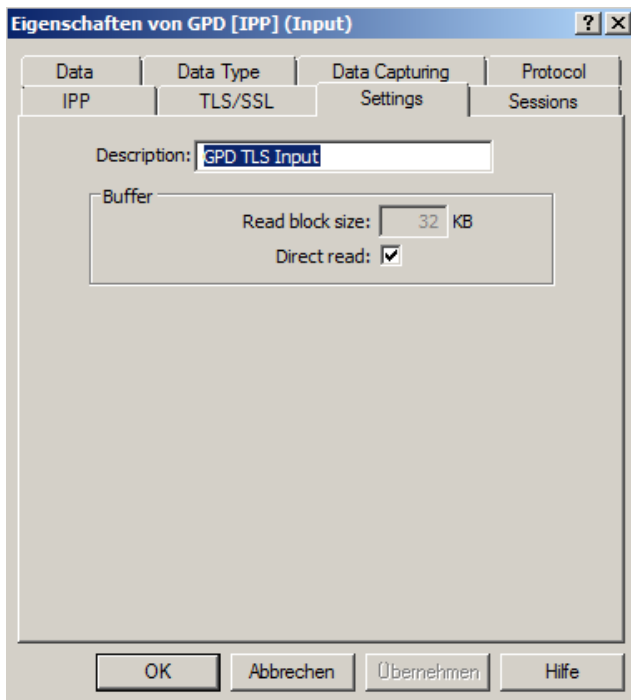 Eigenschaften von GPD [IPP] (Input)
Data Data Type Data Capturing Protocol
IPP TLS/SSL Settings Sessions
Description: GPD TLS Input
Buffer
Read block size: 32 KB
Direct read:
OK Abbrechen Übernehmen Hilfe